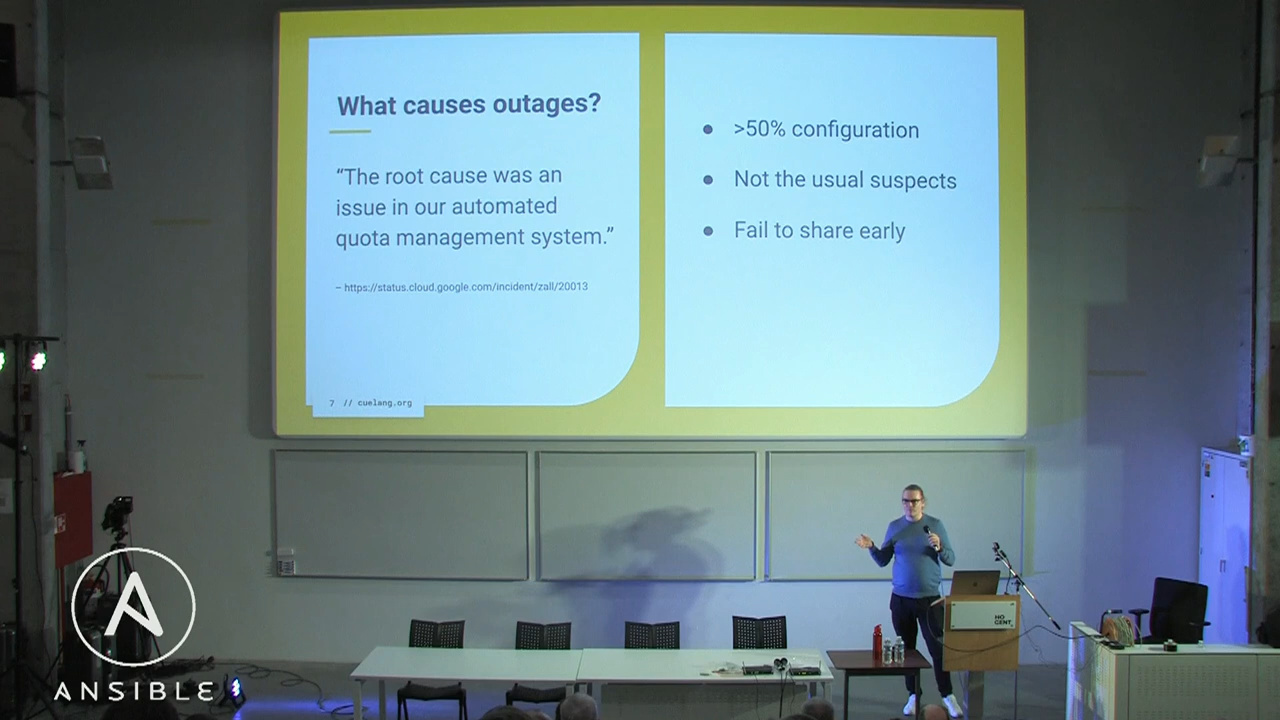 What causes outages?
“The root cause was an
issue in our automated
quota management system.”
– https://status.cloud.google.com/incident/zall/20013
7 // cuelang.org
● >50% configuration
● Not the usual suspects
● Fail to share early
HO
GENT
ANSIBLE